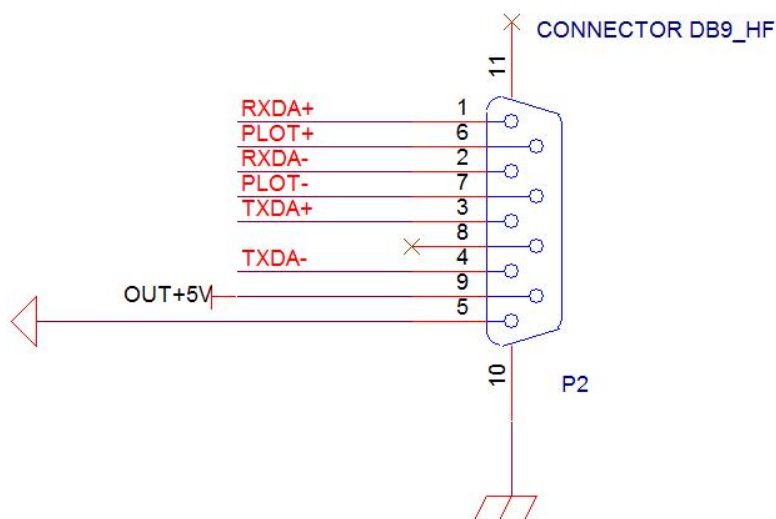 CONNECTOR DB9_HF
11
RXDA+ 1
PLOT+ 6
RXDA- 2
PLOT- 7
TXDA+ 3
8
TXDA- 4
OUT+5V 9
5
10
P2